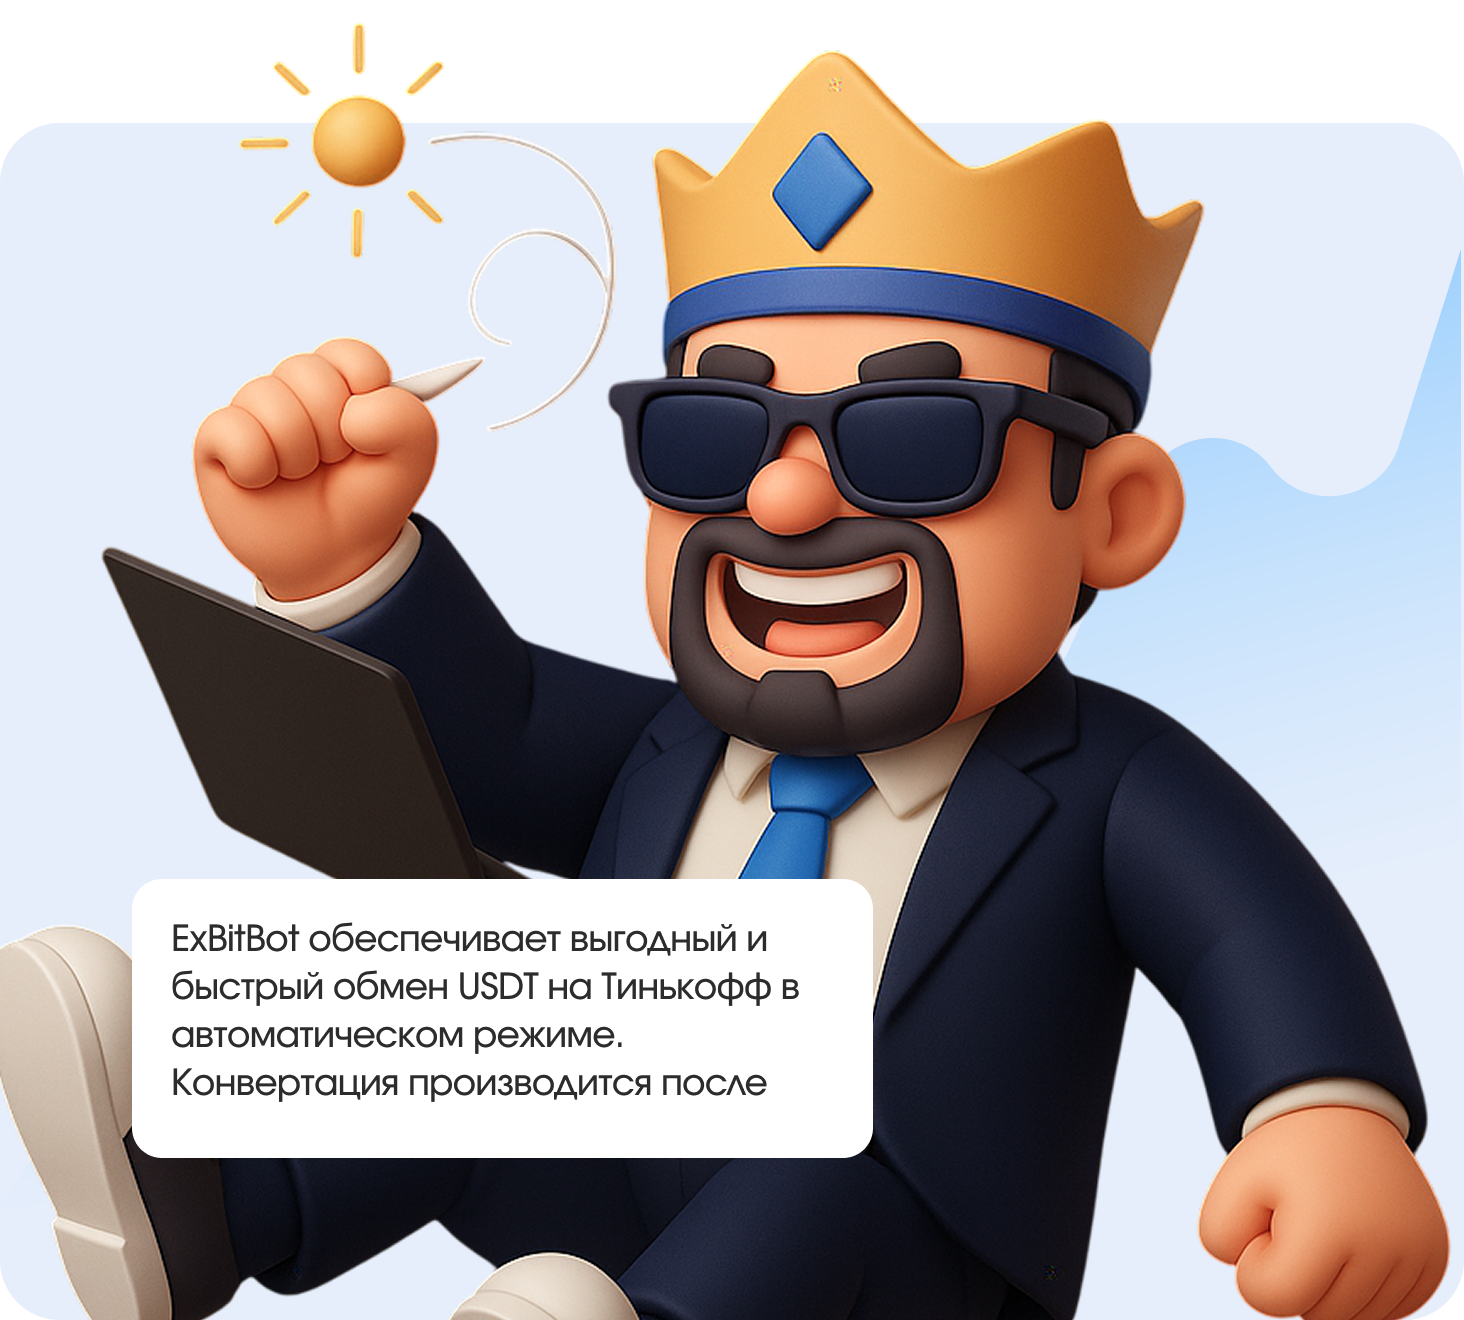 ExBitBot обеспечивает выгодный и
быстрый обмен USDT на Тинькофф в
автоматическом режиме.
Конвертация производится после